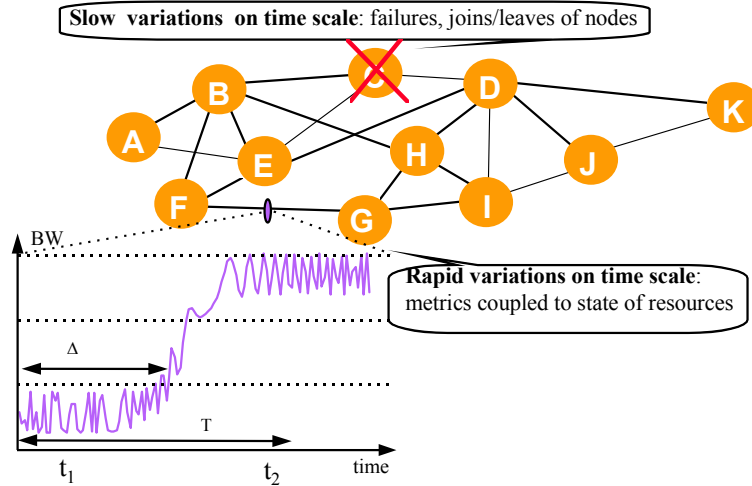 Slow variations on time scale: failures, joins/leaves of nodes
C
B
D
K
A
E
H
J
F
I
G
BW
Rapid variations on time scale:
metrics coupled to state of resources
Δ
T
t1
t2
time